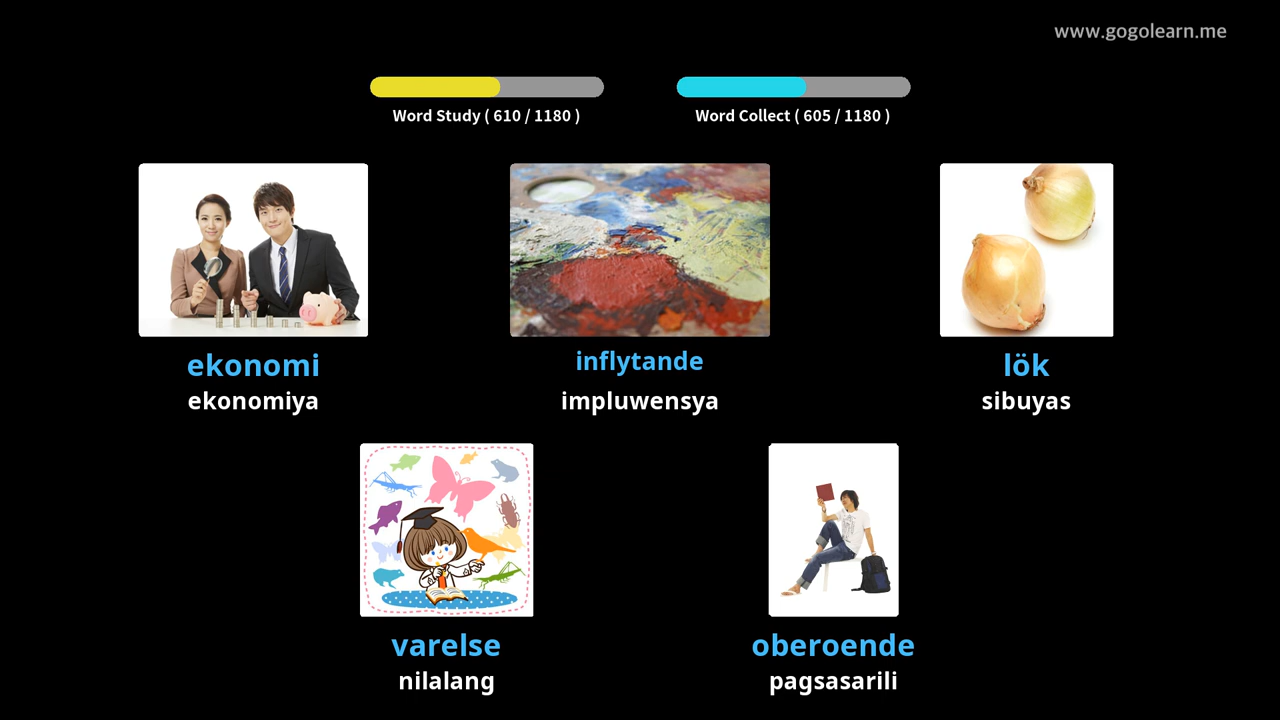 www.gogolearn.me
Word Study ( 610 / 1180 )
Word Collect ( 605 / 1180 )
ekonomi
ekonomiya
inflytande
impluwensya
lök
sibuyas
varelse
nilalang
oberoende
pagsasarili